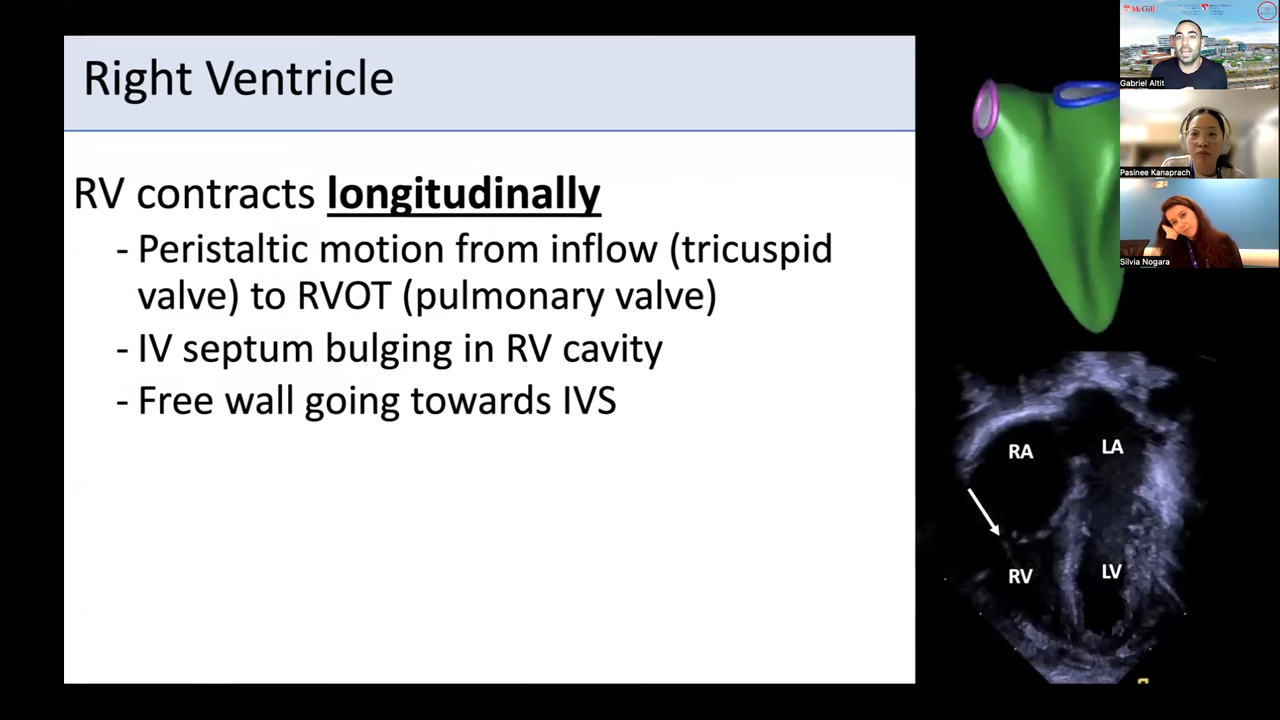 Right Ventricle
RV contracts longitudinally
- Peristaltic motion from inflow (tricuspid
valve) to RVOT (pulmonary valve)
- IV septum bulging in RV cavity
- Free wall going towards IVS
RA
LA
RV
LV
McGill
Gabriel Altit
Pasinee Kanaprach
Silvia Nogara